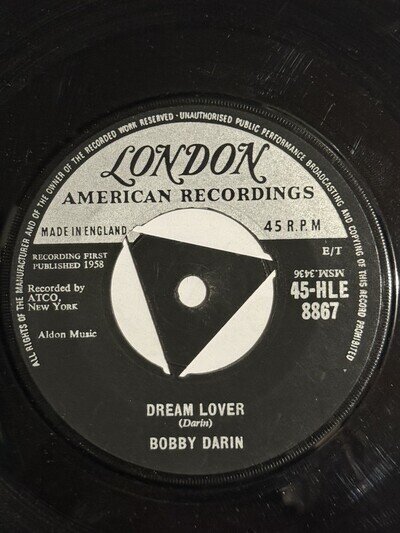 ALL RIGHTS OF THE MANUFACTURER AND OF THE OWNER OF THE RECORDED WORK RESERVED · UNAUTHORISED PUBLIC PERFORMANCE BROADCASTING AND COPYING OF THIS RECORD PROHIBITED
LONDON
AMERICAN RECORDINGS
MADE IN ENGLAND
45 R.P.M
RECORDING FIRST
PUBLISHED 1958
E/T
Recorded by
ATCO,
NEW YORK
MSM.3436
45-HLE
8867
Aldon Music
DREAM LOVER
(Darin)
BOBBY DARIN